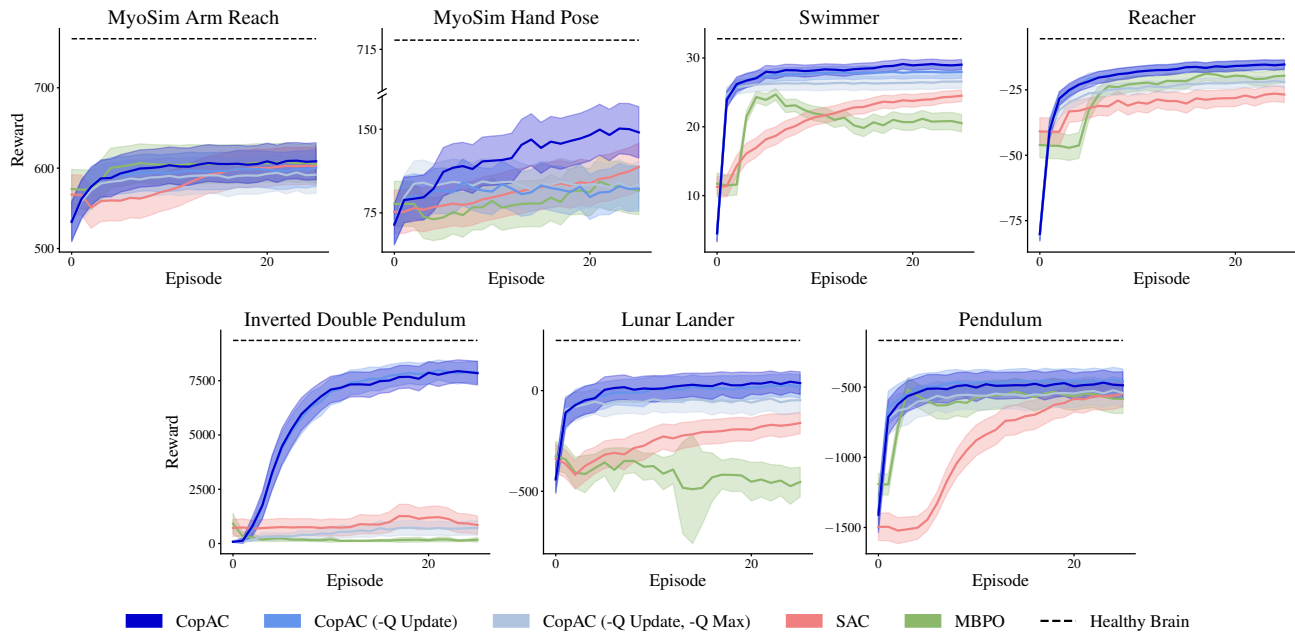 MyoSim Arm Reach
700
600
500
0
20
Reward
Episode
MyoSim Hand Pose
715
150
75
0
20
Episode
Swimmer
30
20
10
0
20
Episode
Reacher
−25
−50
−75
0
20
Episode
Inverted Double Pendulum
7500
5000
2500
0
0
20
Reward
Episode
Lunar Lander
0
−500
0
20
Episode
Pendulum
−500
−1000
−1500
0
20
Episode
CopAC CopAC (-Q Update) CopAC (-Q Update, -Q Max) SAC MBPO Healthy Brain